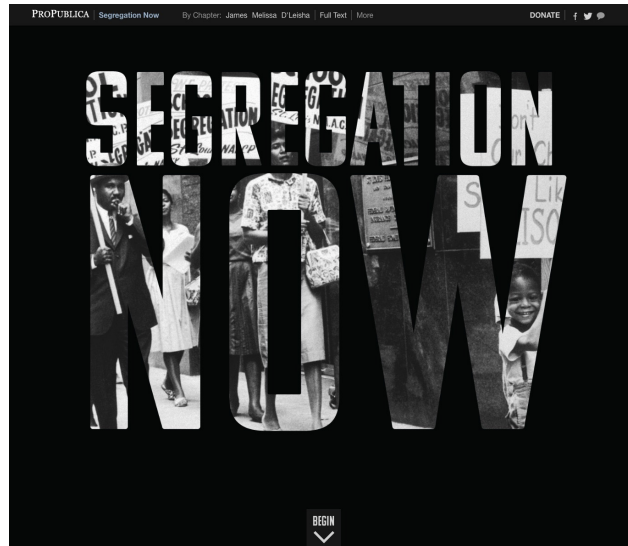 PROPUBLICA | Segregation Now By Chapter: James Melissa D'Leisha | Full Text | More DONATE
SEGREGATION
NOW
BEGIN